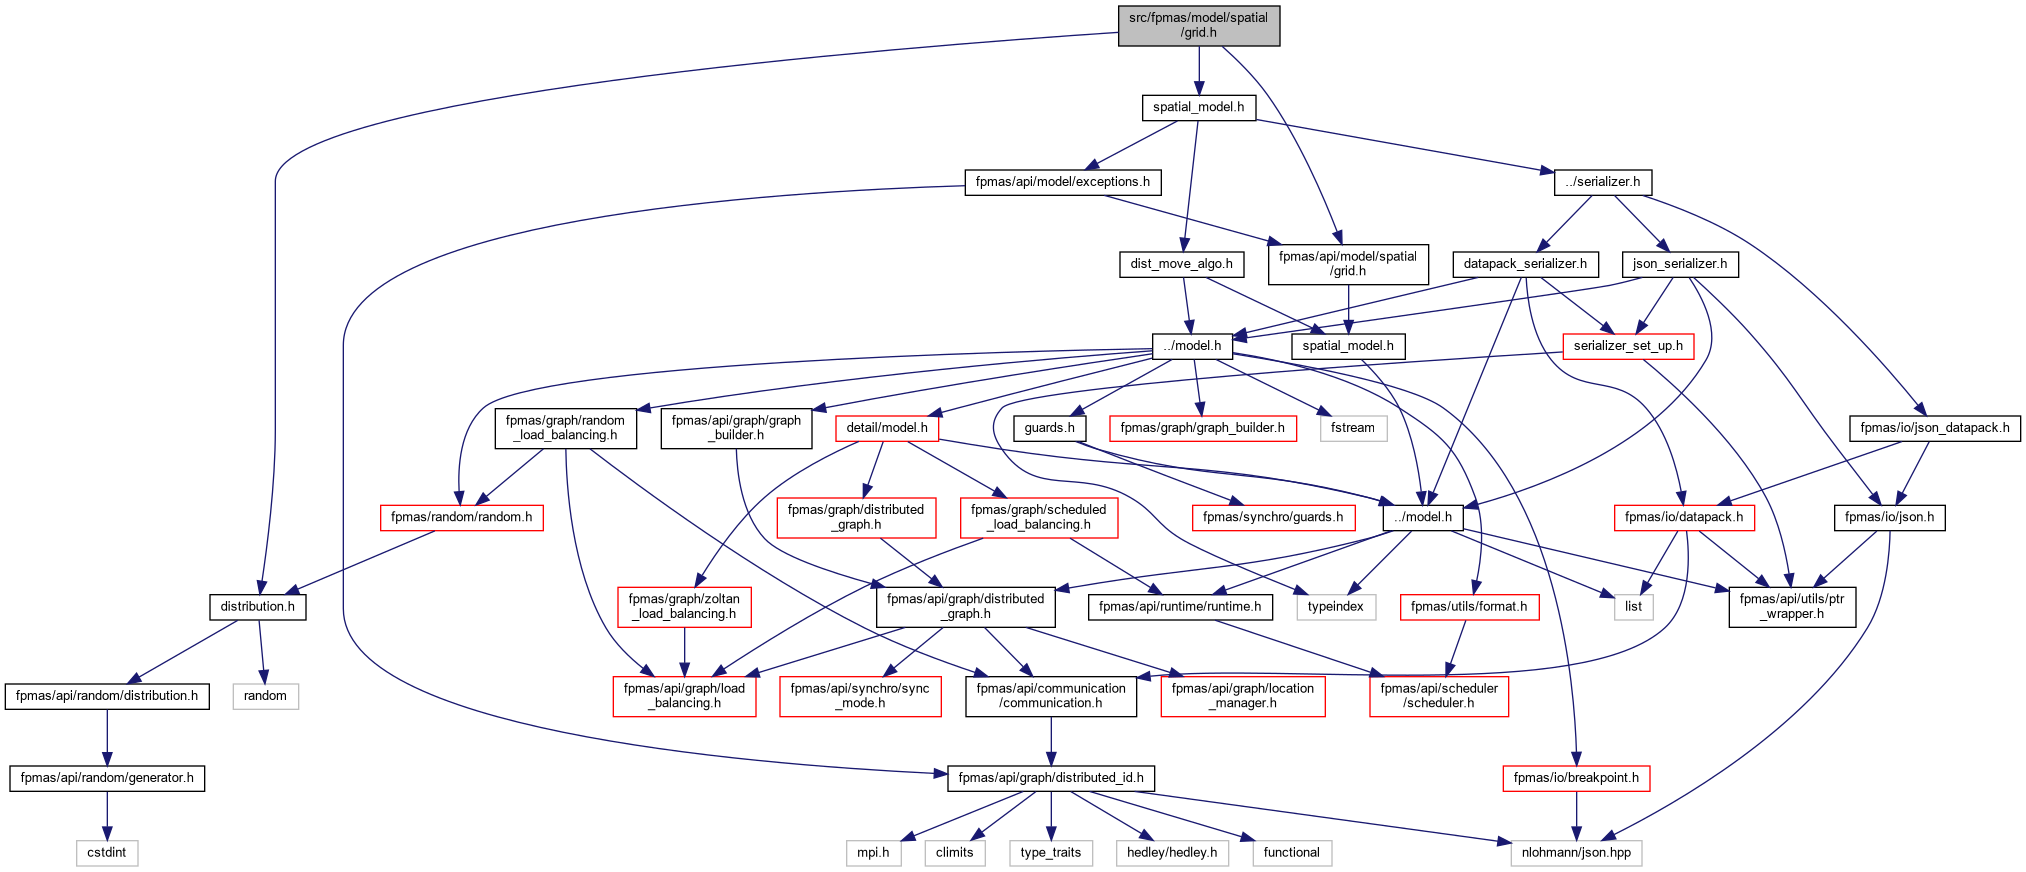 src/fpmas/model/spatial
/grid.h
spatial_model.h
fpmas/api/model/exceptions.h
../serializer.h
dist_move_algo.h
fpmas/api/model/spatial
/grid.h
datapack_serializer.h
json_serializer.h
../model.h
spatial_model.h
serializer_set_up.h
fpmas/graph/random
_load_balancing.h
fpmas/api/graph/graph
_builder.h
detail/model.h
guards.h
fpmas/graph/graph_builder.h
fstream
fpmas/io/json_datapack.h
fpmas/random/random.h
fpmas/graph/distributed
_graph.h
fpmas/graph/scheduled
_load_balancing.h
fpmas/synchro/guards.h
../model.h
fpmas/io/datapack.h
fpmas/io/json.h
distribution.h
fpmas/graph/zoltan
_load_balancing.h
fpmas/api/graph/distributed
_graph.h
fpmas/api/runtime/runtime.h
typeindex
fpmas/utils/format.h
list
fpmas/api/utils/ptr
_wrapper.h
fpmas/api/random/distribution.h
random
fpmas/api/graph/load
_balancing.h
fpmas/api/synchro/sync
_mode.h
fpmas/api/communication
/communication.h
fpmas/api/graph/location
_manager.h
fpmas/api/scheduler
/scheduler.h
fpmas/api/random/generator.h
fpmas/api/graph/distributed_id.h
fpmas/io/breakpoint.h
cstdint
mpi.h
climits
type_traits
hedley/hedley.h
functional
nlohmann/json.hpp